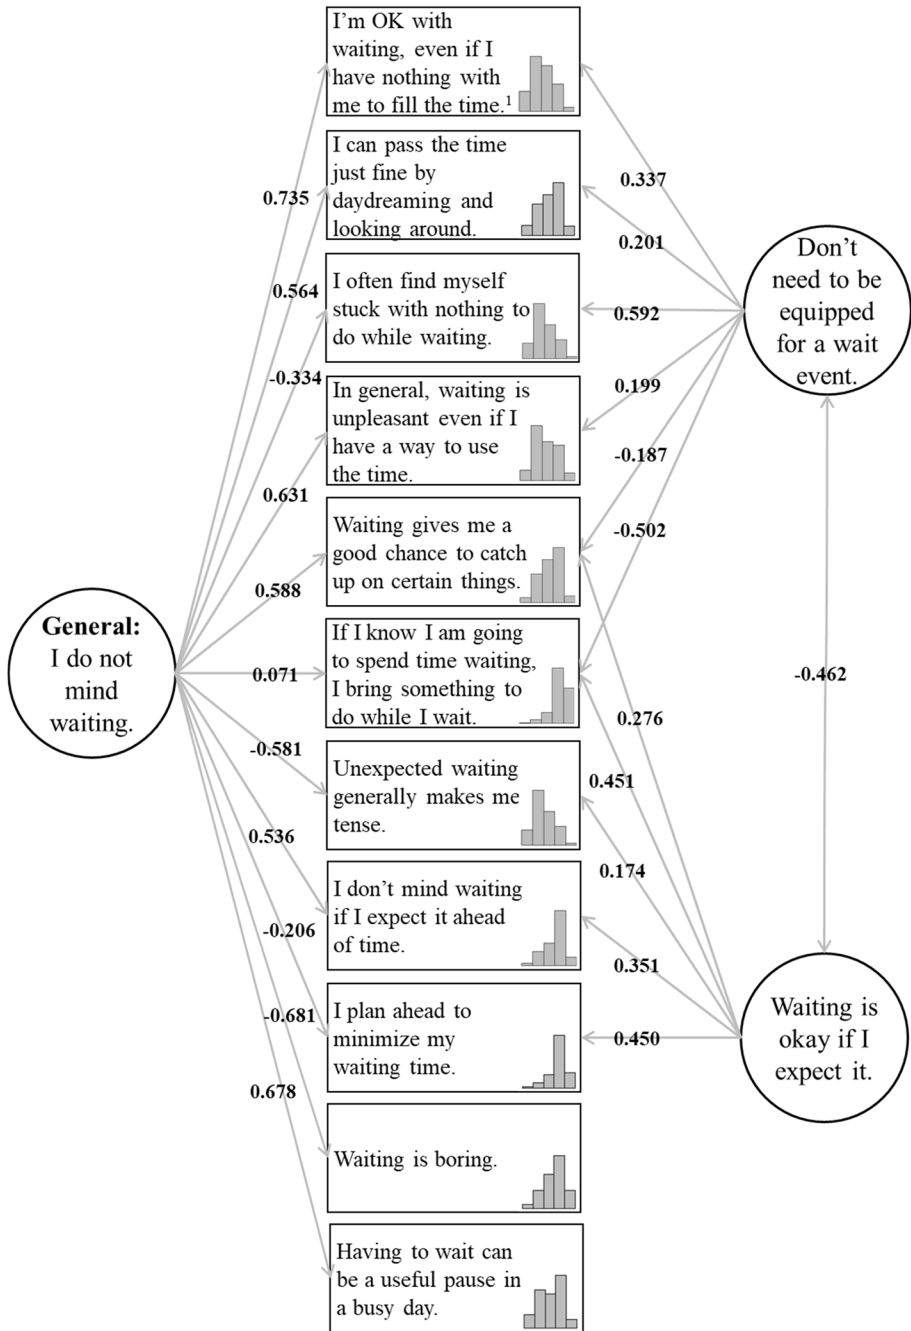 I'm OK with
waiting, even if I
have nothing with
me to fill the time.¹
I can pass the time
just fine by
daydreaming and
looking around.
I often find myself
stuck with nothing to
do while waiting.
In general, waiting is
unpleasant even if I
have a way to use
the time.
Waiting gives me a
good chance to catch
up on certain things.
If I know I am going
to spend time waiting,
I bring something to
do while I wait.
Unexpected waiting
generally makes me
tense.
I don't mind waiting
if I expect it ahead
of time.
I plan ahead to
minimize my
waiting time.
Waiting is boring.
Having to wait can
be a useful pause in
a busy day.
General:
I do not
mind
waiting.
0.735
0.564
-0.334
0.631
0.588
0.071
-0.581
0.536
-0.206
-0.681
0.678
Don't
need to be
equipped
for a wait
event.
0.337
0.201
0.592
0.199
-0.187
-0.502
-0.462
Waiting is
okay if I
expect it.
0.276
0.451
0.174
0.351
0.450